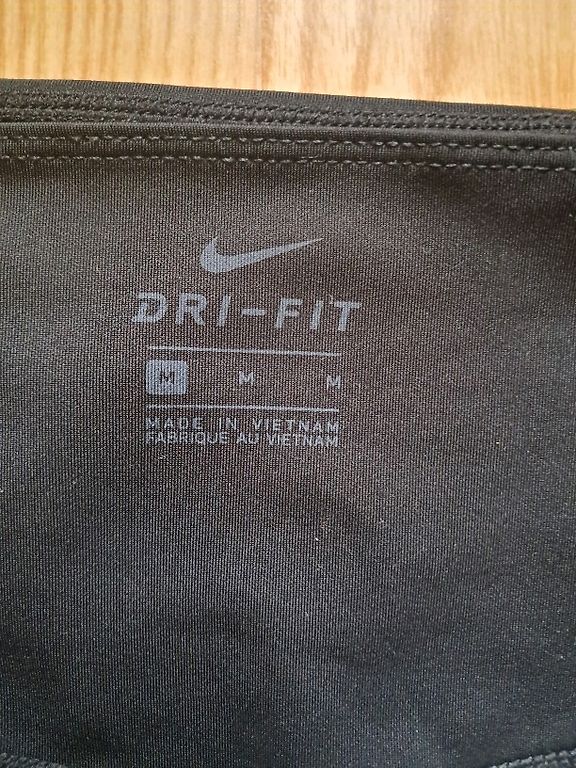 DRI-FIT
M M M
MADE IN VIETNAM
FABRIQUE AU VIETNAM